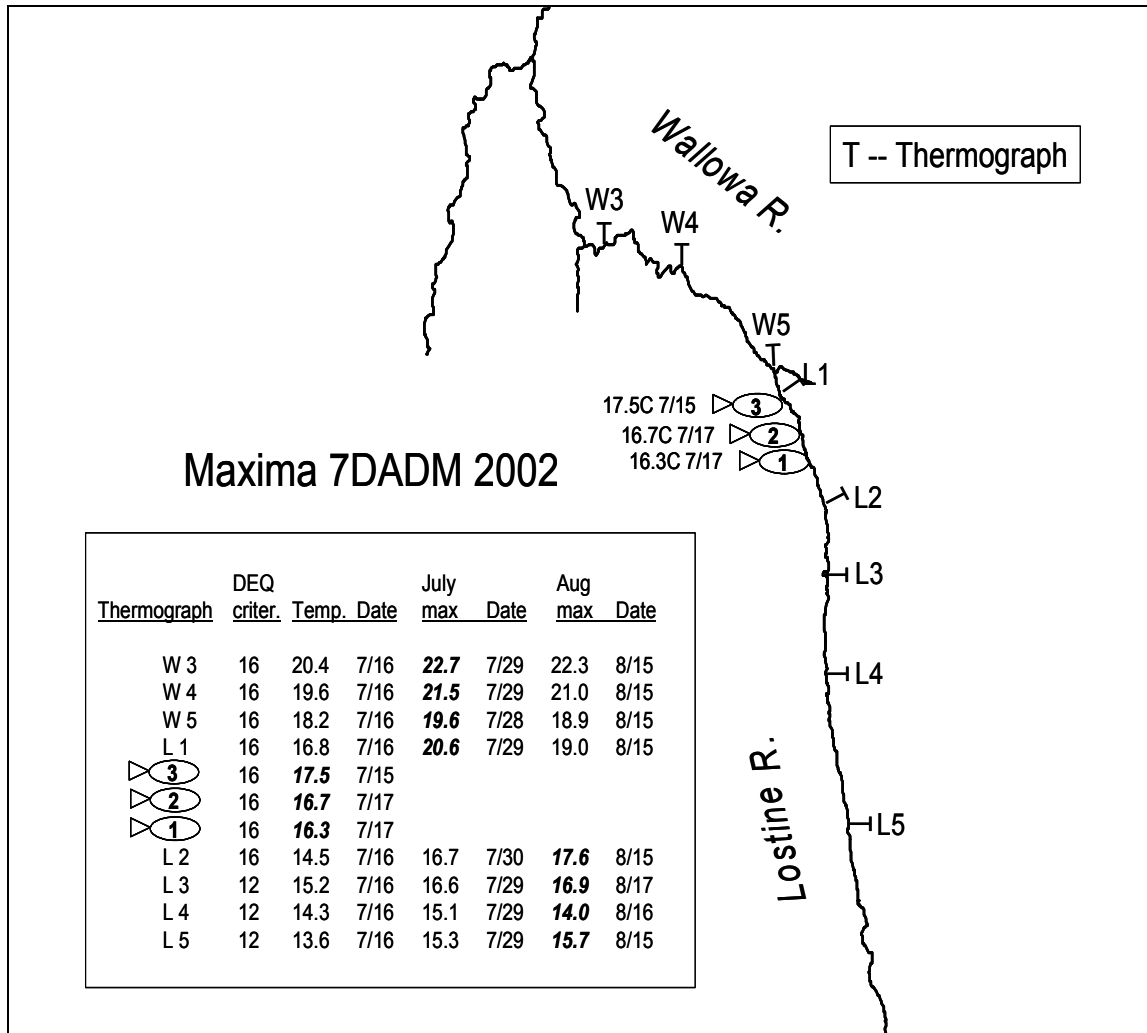 Wallowa R.
T -- Thermograph
W3
W4
W5
L1
17.5C 7/15 3
16.7C 7/17 2
16.3C 7/17 1
L2
L3
L4
L5
Lostine R.
Maxima 7DADM 2002
DEQ July Aug
Thermograph criter. Temp. Date max Date max Date
W 3 16 20.4 7/16 22.7 7/29 22.3 8/15
W 4 16 19.6 7/16 21.5 7/29 21.0 8/15
W 5 16 18.2 7/16 19.6 7/28 18.9 8/15
L 1 16 16.8 7/16 20.6 7/29 19.0 8/15
3 16 17.5 7/15
2 16 16.7 7/17
1 16 16.3 7/17
L 2 16 14.5 7/16 16.7 7/30 17.6 8/15
L 3 12 15.2 7/16 16.6 7/29 16.9 8/17
L 4 12 14.3 7/16 15.1 7/29 14.0 8/16
L 5 12 13.6 7/16 15.3 7/29 15.7 8/15